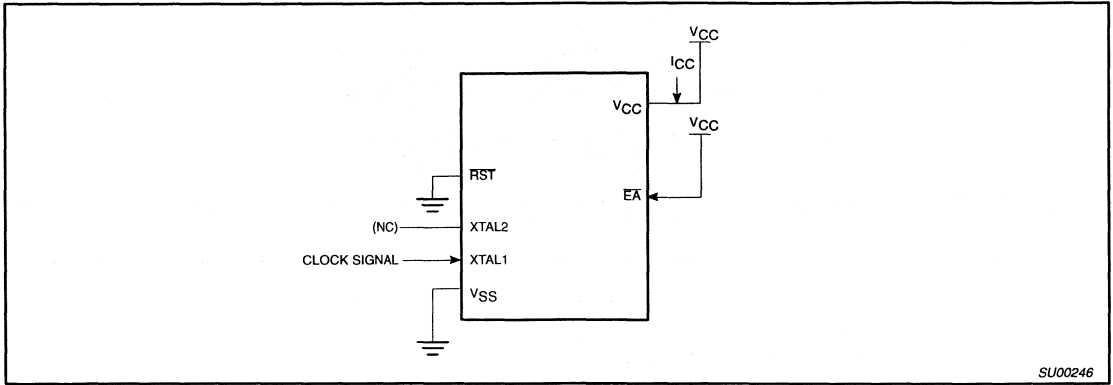 VCC
ICC
VCC
VCC
RST
EA
(NC)
XTAL2
CLOCK SIGNAL
XTAL1
VSS
SU00246